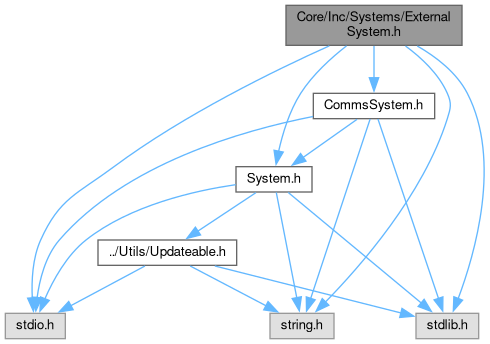 Core/Inc/Systems/External
System.h
CommsSystem.h
System.h
../Utils/Updateable.h
stdio.h
string.h
stdlib.h